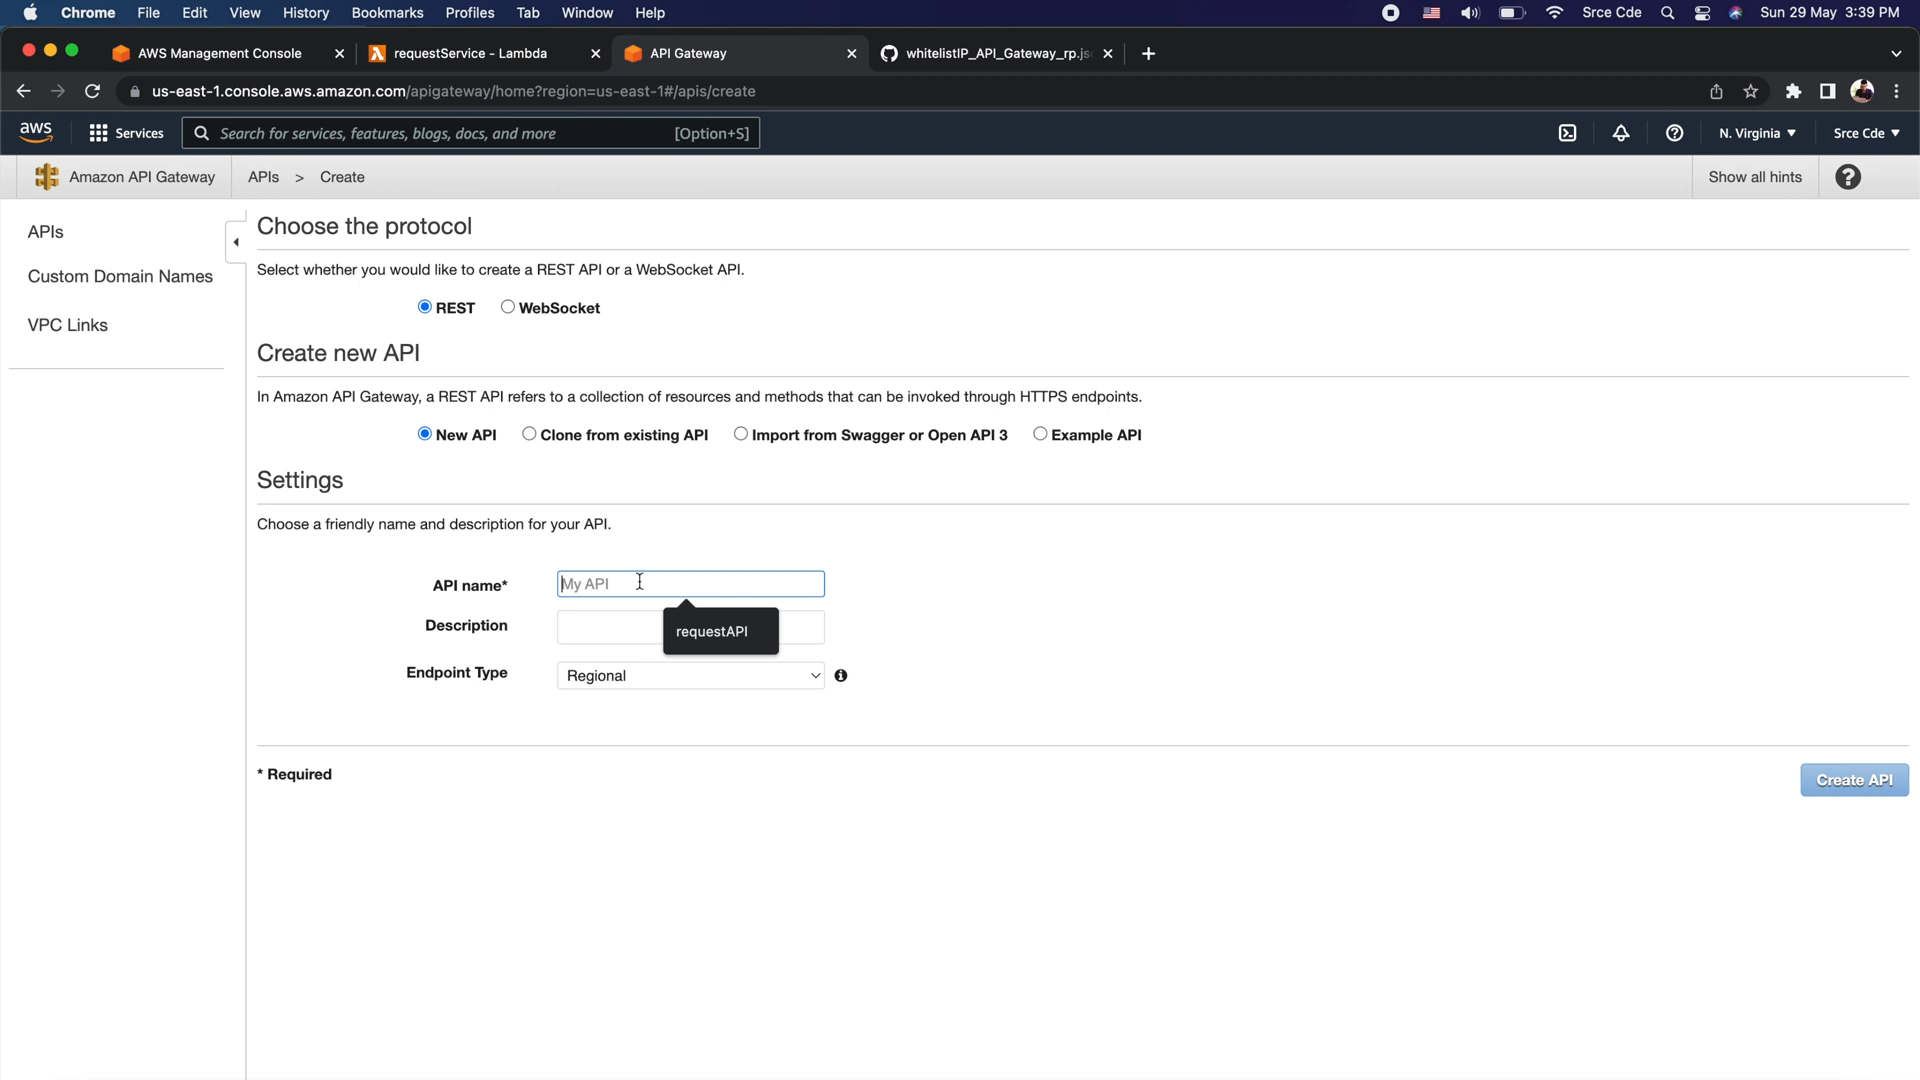 Chrome File Edit View History Bookmarks Profiles Tab Window Help Srce Cde Sun 29 May 3:39 PM
AWS Management Console requestService - Lambda API Gateway whitelistIP_API_Gateway_rp.js
us-east-1.console.aws.amazon.com/apigateway/home?region=us-east-1#/apis/create
aws Services Search for services, features, blogs, docs, and more [Option+S] N. Virginia Srce Cde
Amazon API Gateway APIs > Create Show all hints
APIs
Custom Domain Names
VPC Links
Choose the protocol
Select whether you would like to create a REST API or a WebSocket API.
REST WebSocket
Create new API
In Amazon API Gateway, a REST API refers to a collection of resources and methods that can be invoked through HTTPS endpoints.
New API Clone from existing API Import from Swagger or Open API 3 Example API
Settings
Choose a friendly name and description for your API.
API name* My API
requestAPI
Description
Endpoint Type Regional
* Required
Create API